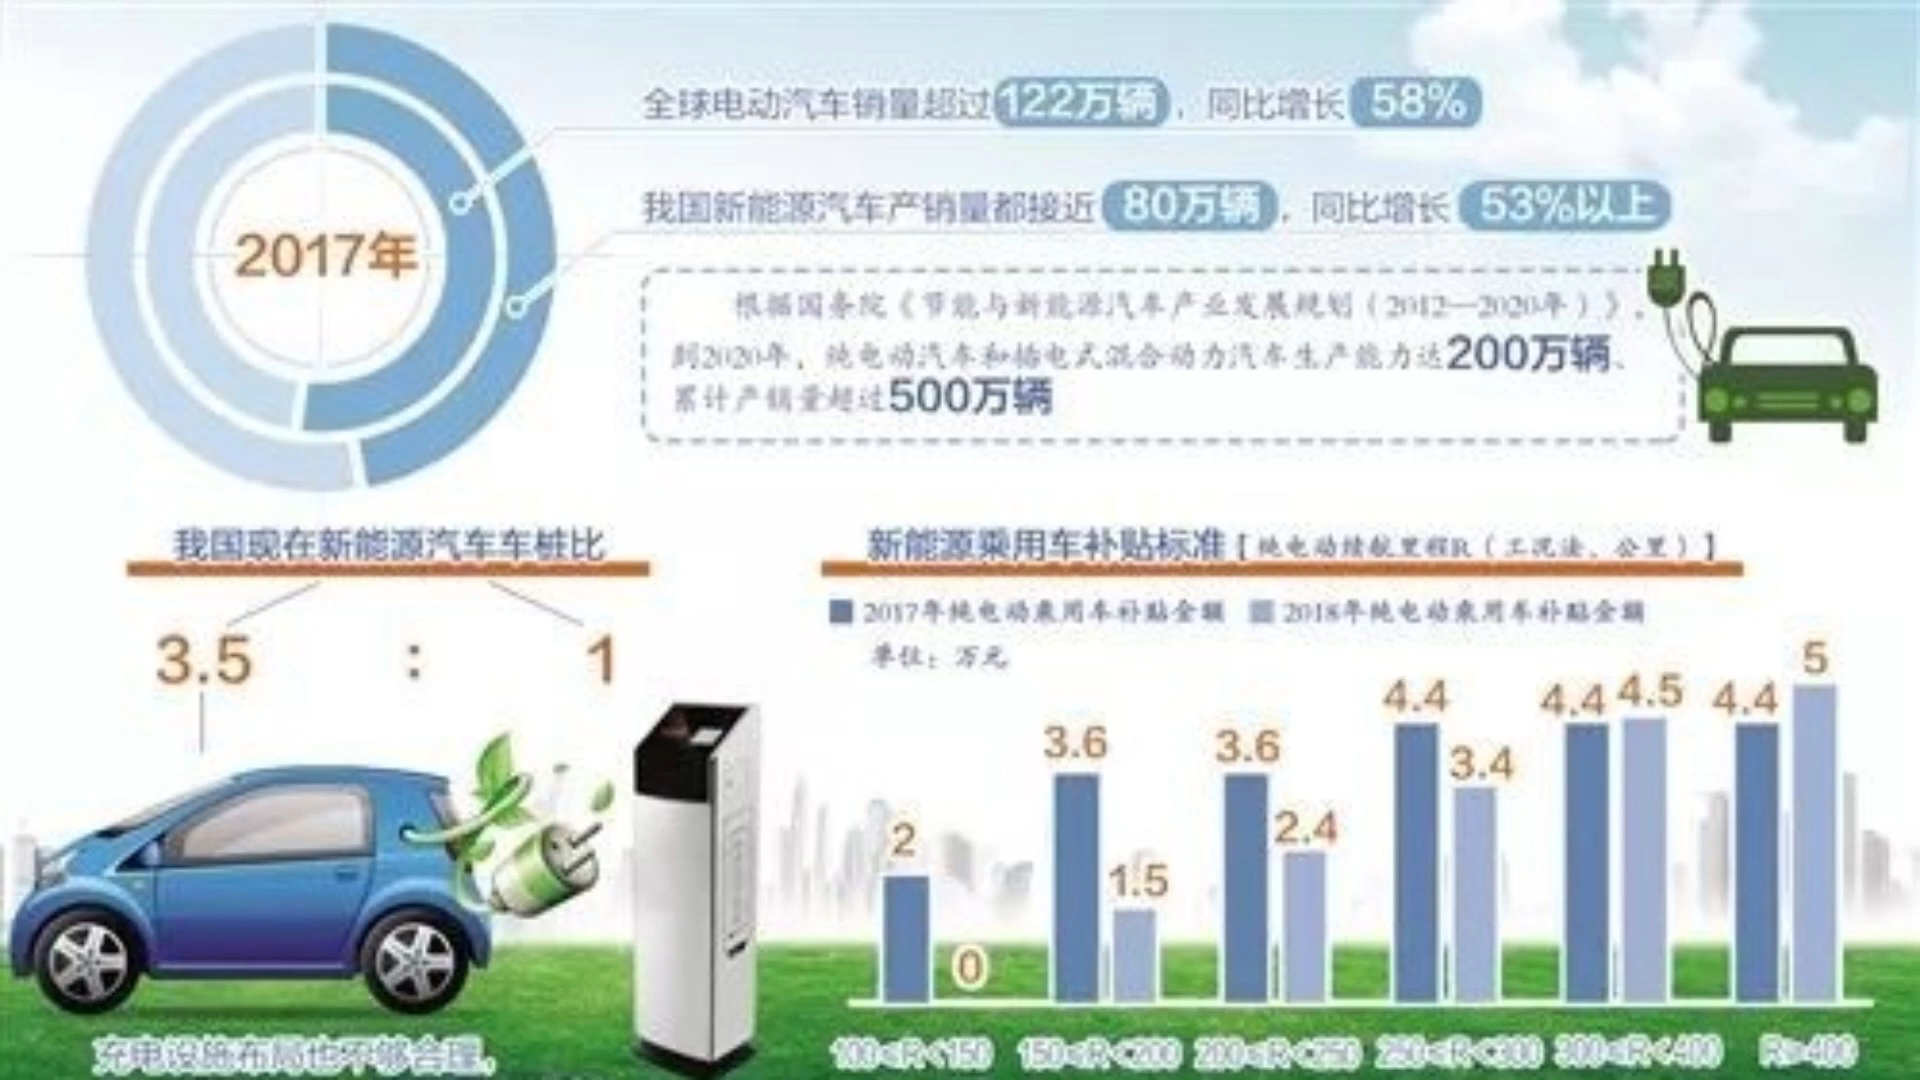 2017年
全球电动汽车销量超过122万辆，同比增长58%
我国新能源汽车产销量都接近80万辆，同比增长53%以上
根据国务院《节能与新能源汽车产业发展规划（2012—2020年）》，
到2020年，纯电动汽车和插电式混合动力汽车生产能力达200万辆、
累计产销量超过500万辆
我国现在新能源汽车车桩比
3.5 : 1
充电设施布局也不够合理。
新能源乘用车补贴标准【纯电动续航里程R（工况法、公里）】
2017年纯电动乘用车补贴金额 2018年纯电动乘用车补贴金额
单位：万元
2 0 3.6 1.5 3.6 2.4 4.4 3.4 4.4 4.5 4.4 5
100≤R<150 150≤R<200 200≤R<250 250≤R<300 300≤R<400 R≥400